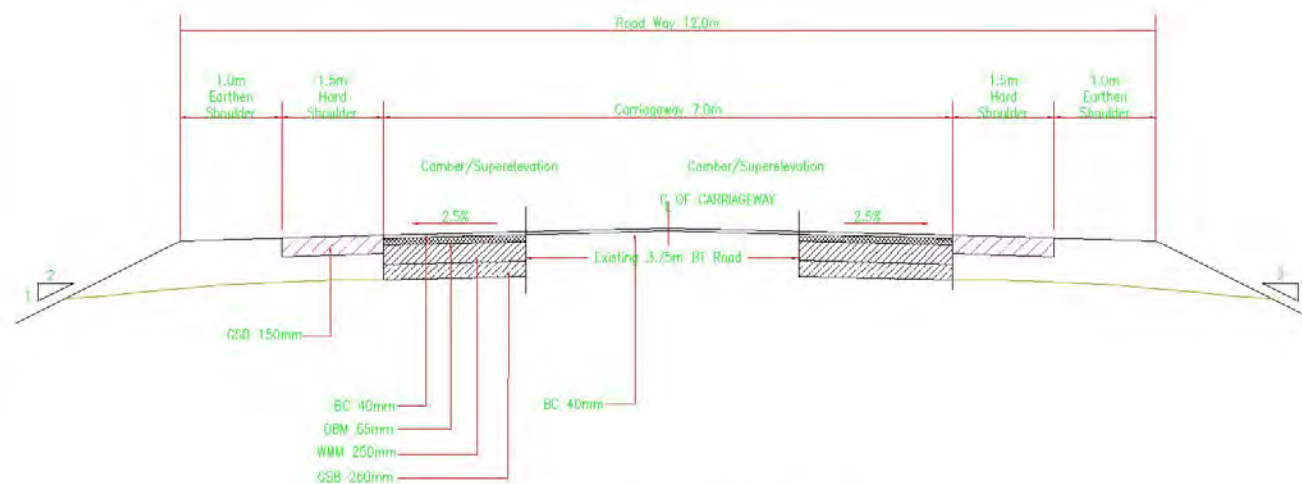 Road Way 12.0m
1.0m
Earthen
Shoulder
1.5m
Hard
Shoulder
Carriageway 7.0m
1.5m
Hard
Shoulder
1.0m
Earthen
Shoulder
Camber/Superelevation
Camber/Superelevation
C OF CARRIAGEWAY
L
2.5%
2.5%
Existing 3.75m BT Road
2
1
GSB 150mm
BC 40mm
BC 40mm
DBM 65mm
WMM 250mm
GSB 260mm